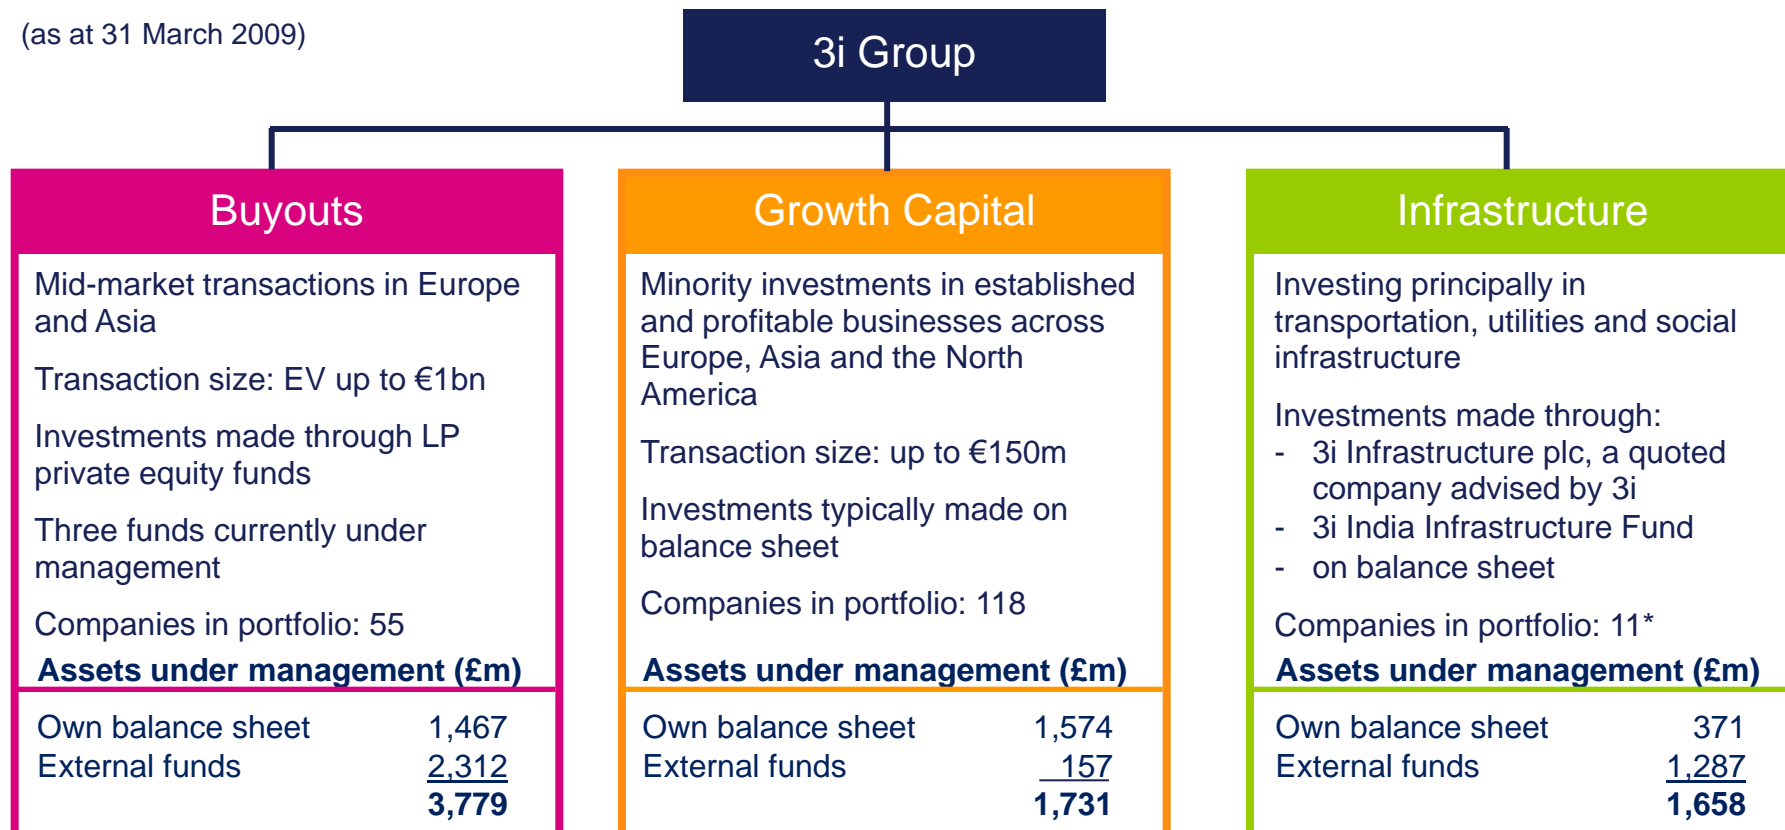 (as at 31 March 2009)
3i Group
Buyouts
Mid-market transactions in Europe
and Asia
Transaction size: EV up to €1bn
Investments made through LP
private equity funds
Three funds currently under
management
Companies in portfolio: 55
Assets under management (£m)
Own balance sheet 1,467
External funds 2,312
3,779
Growth Capital
Minority investments in established
and profitable businesses across
Europe, Asia and the North
America
Transaction size: up to €150m
Investments typically made on
balance sheet
Companies in portfolio: 118
Assets under management (£m)
Own balance sheet 1,574
External funds 157
1,731
Infrastructure
Investing principally in
transportation, utilities and social
infrastructure
Investments made through:
- 3i Infrastructure plc, a quoted
company advised by 3i
- 3i India Infrastructure Fund
- on balance sheet
Companies in portfolio: 11*
Assets under management (£m)
Own balance sheet 371
External funds 1,287
1,658